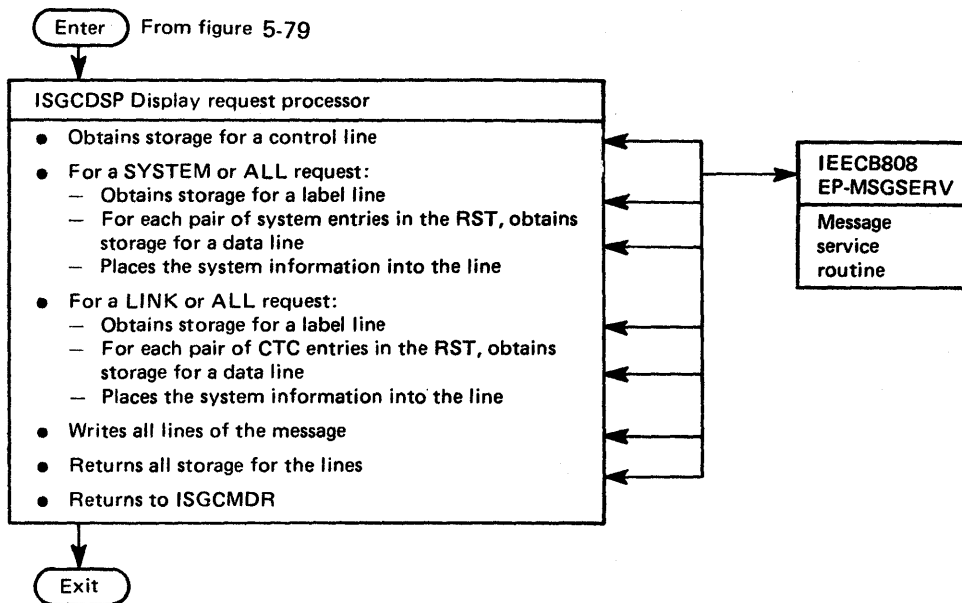 Enter From figure 5-79
ISGCDSP Display request processor
● Obtains storage for a control line
● For a SYSTEM or ALL request:
– Obtains storage for a label line
– For each pair of system entries in the RST, obtains
storage for a data line
– Places the system information into the line
● For a LINK or ALL request:
– Obtains storage for a label line
– For each pair of CTC entries in the RST, obtains
storage for a data line
– Places the system information into the line
● Writes all lines of the message
● Returns all storage for the lines
● Returns to ISGCMDR
IEECB808
EP-MSGSERV
Message
service
routine
Exit